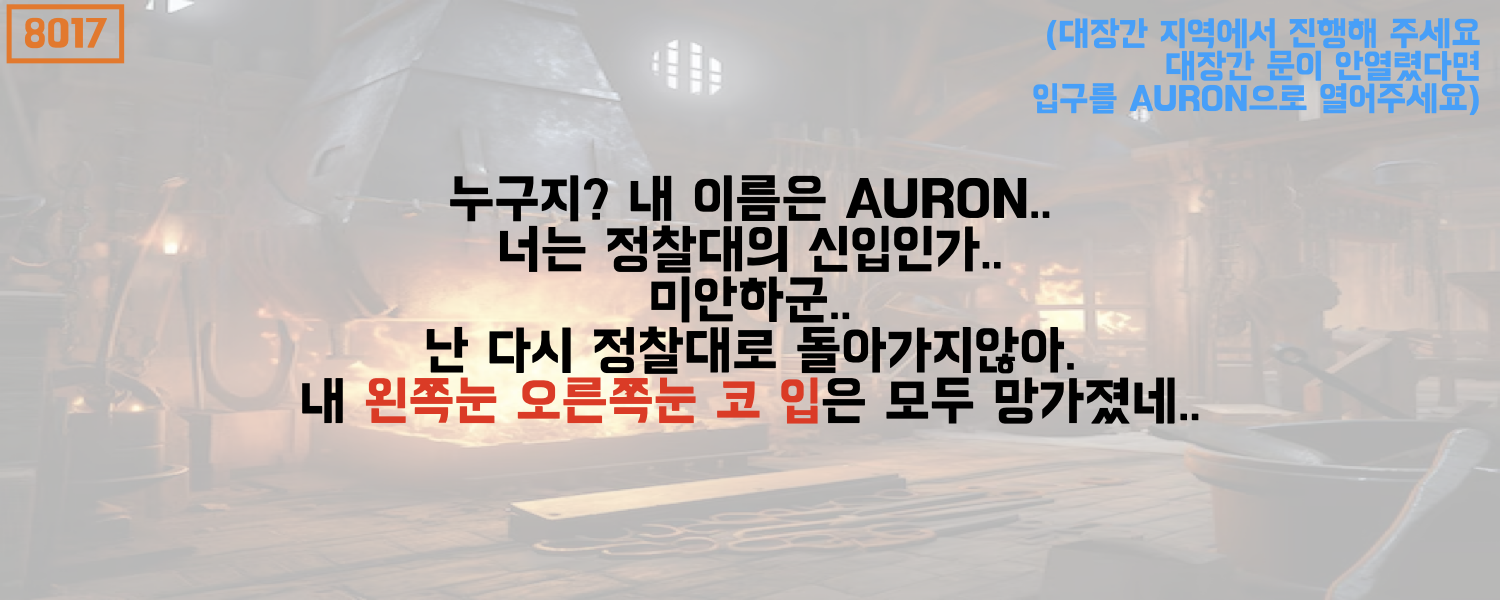 8017
(대장간 지역에서 진행해 주세요
대장간 문이 안열렸다면
입구를 AURON으로 열어주세요)
누구지? 내 이름은 AURON..
너는 정찰대의 신입인가..
미안하군..
난 다시 정찰대로 돌아가지않아.
내 왼쪽눈 오른쪽눈 코 입은 모두 망가졌네..